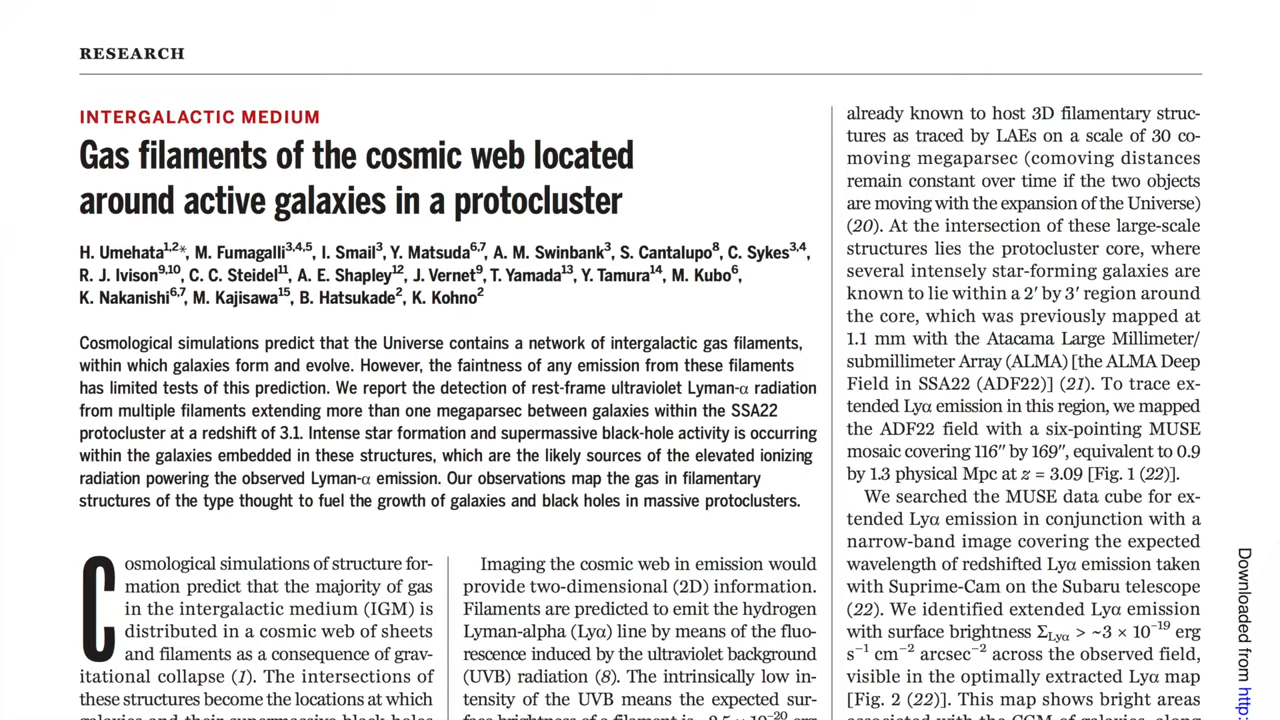 RESEARCH
INTERGALACTIC MEDIUM
Gas filaments of the cosmic web located
around active galaxies in a protocluster
H. Umehata1,2*, M. Fumagalli3,4,5, I. Smail3, Y. Matsuda6,7, A. M. Swinbank3, S. Cantalupo8, C. Sykes3,4,
R. J. Ivison9,10, C. C. Steidel11, A. E. Shapley12, J. Vernet9, T. Yamada13, Y. Tamura14, M. Kubo6,
K. Nakanishi6,7, M. Kajisawa15, B. Hatsukade2, K. Kohno2
Cosmological simulations predict that the Universe contains a network of intergalactic gas filaments,
within which galaxies form and evolve. However, the faintness of any emission from these filaments
has limited tests of this prediction. We report the detection of rest-frame ultraviolet Lyman-α radiation
from multiple filaments extending more than one megaparsec between galaxies within the SSA22
protocluster at a redshift of 3.1. Intense star formation and supermassive black-hole activity is occurring
within the galaxies embedded in these structures, which are the likely sources of the elevated ionizing
radiation powering the observed Lyman-α emission. Our observations map the gas in filamentary
structures of the type thought to fuel the growth of galaxies and black holes in massive protoclusters.
Cosmological simulations of structure for-
mation predict that the majority of gas
in the intergalactic medium (IGM) is
distributed in a cosmic web of sheets
and filaments as a consequence of grav-
itational collapse (1). The intersections of
these structures become the locations at which
galaxies and their supermassive black holes
Imaging the cosmic web in emission would
provide two-dimensional (2D) information.
Filaments are predicted to emit the hydrogen
Lyman-alpha (Lyα) line by means of the fluo-
rescence induced by the ultraviolet background
(UVB) radiation (8). The intrinsically low in-
tensity of the UVB means the expected sur-
face brightness of a filament is
already known to host 3D filamentary struc-
tures as traced by LAEs on a scale of 30 co-
moving megaparsec (comoving distances
remain constant over time if the two objects
are moving with the expansion of the Universe)
(20). At the intersection of these large-scale
structures lies the protocluster core, where
several intensely star-forming galaxies are
known to lie within a 2′ by 3′ region around
the core, which was previously mapped at
1.1 mm with the Atacama Large Millimeter/
submillimeter Array (ALMA) [the ALMA Deep
Field in SSA22 (ADF22)] (21). To trace ex-
tended Lyα emission in this region, we mapped
the ADF22 field with a six-pointing MUSE
mosaic covering 116″ by 169″, equivalent to 0.9
by 1.3 physical Mpc at z = 3.09 [Fig. 1 (22)].
We searched the MUSE data cube for ex-
tended Lyα emission in conjunction with a
narrow-band image covering the expected
wavelength of redshifted Lyα emission taken
with Suprime-Cam on the Subaru telescope
(22). We identified extended Lyα emission
with surface brightness ΣLyα > ~3 × 10−19 erg
s−1 cm−2 arcsec−2 across the observed field,
visible in the optimally extracted Lyα map
[Fig. 2 (22)]. This map shows bright areas
associated with the CGM of galaxies, along
Downloaded from http: